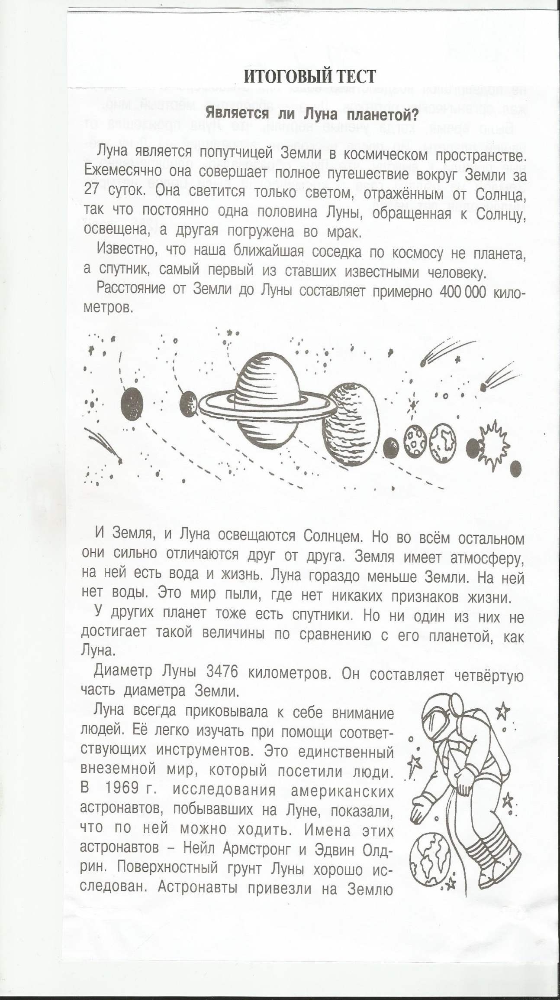 ИТОГОВЫЙ ТЕСТ
Является ли Луна планетой?
Луна является попутчицей Земли в космическом пространстве.
Ежемесячно она совершает полное путешествие вокруг Земли за
27 суток. Она светится только светом, отражённым от Солнца,
так что постоянно одна половина Луны, обращенная к Солнцу,
освещена, а другая погружена во мрак.
Известно, что наша ближайшая соседка по космосу не планета,
а спутник, самый первый из ставших известными человеку.
Расстояние от Земли до Луны составляет примерно 400 000 кило-
метров.
И Земля, и Луна освещаются Солнцем. Но во всём остальном
они сильно отличаются друг от друга. Земля имеет атмосферу,
на ней есть вода и жизнь. Луна гораздо меньше Земли. На ней
нет воды. Это мир пыли, где нет никаких признаков жизни.
У других планет тоже есть спутники. Но ни один из них не
достигает такой величины по сравнению с его планетой, как
Луна.
Диаметр Луны 3476 километров. Он составляет четвёртую
часть диаметра Земли.
Луна всегда приковывала к себе внимание
людей. Её легко изучать при помощи соответ-
ствующих инструментов. Это единственный
внеземной мир, который посетили люди.
В 1969 г. исследования американских
астронавтов, побывавших на Луне, показали,
что по ней можно ходить. Имена этих
астронавтов – Нейл Армстронг и Эдвин Олд-
рин. Поверхностный грунт Луны хорошо ис-
следован. Астронавты привезли на Землю